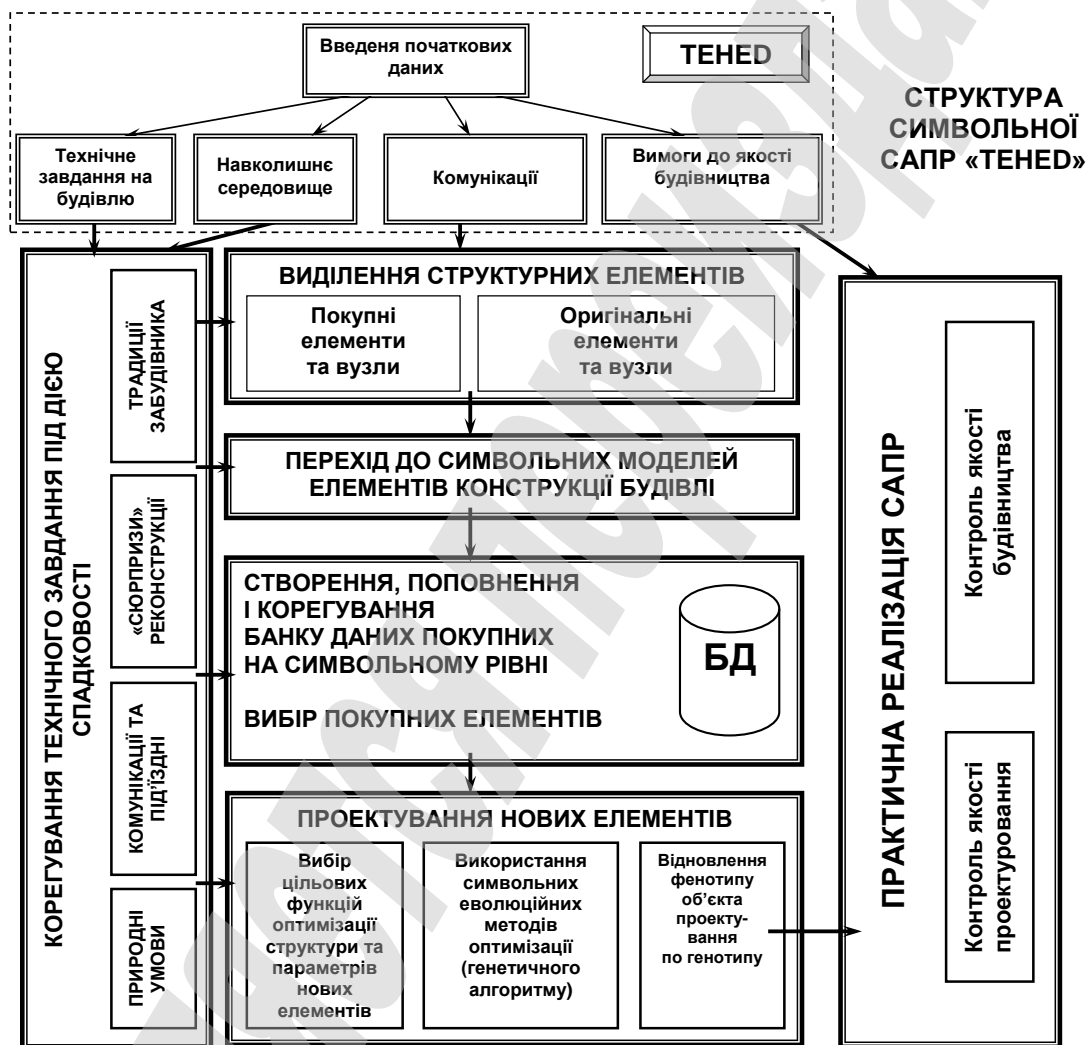 Введеня початкових
даних
TEHED
СТРУКТУРА
СИМВОЛЬНОЇ
САПР «TEHED»
Технічне
завдання на
будівлю
Навколишнє
середовище
Комунікації
Вимоги до якості
будівництва
КОРЕГУВАННЯ ТЕХНІЧНОГО ЗАВДАННЯ ПІД ДІЄЮ
СПАДКОВОСТІ
ТРАДИЦІЇ
ЗАБУДІВНИКА
«СЮРПРИЗИ»
РЕКОНСТРУКЦІЇ
КОМУНІКАЦІЇ ТА
ПІД'ЇЗДНІ
ПРИРОДНІ
УМОВИ
ВИДІЛЕННЯ СТРУКТУРНИХ ЕЛЕМЕНТІВ
Покупні
елементи
та вузли
Оригінальні
елементи
та вузли
ПЕРЕХІД ДО СИМВОЛЬНИХ МОДЕЛЕЙ
ЕЛЕМЕНТІВ КОНСТРУКЦІЇ БУДІВЛІ
СТВОРЕННЯ, ПОПОВНЕННЯ
І КОРЕГУВАННЯ
БАНКУ ДАНИХ ПОКУПНИХ
НА СИМВОЛЬНОМУ РІВНІ
ВИБІР ПОКУПНИХ ЕЛЕМЕНТІВ
БД
ПРОЕКТУВАННЯ НОВИХ ЕЛЕМЕНТІВ
Вибір
цільових
функцій
оптимізації
структури та
параметрів
нових
елементів
Використання
символьних
еволюційних
методів
оптимізації
(генетичного
алгоритму)
Відновлення
фенотипу
об’єкта
проекту-
вання
по генотипу
ПРАКТИЧНА РЕАЛІЗАЦІЯ САПР
Контроль якості
будівництва
Контроль якості
проектурування